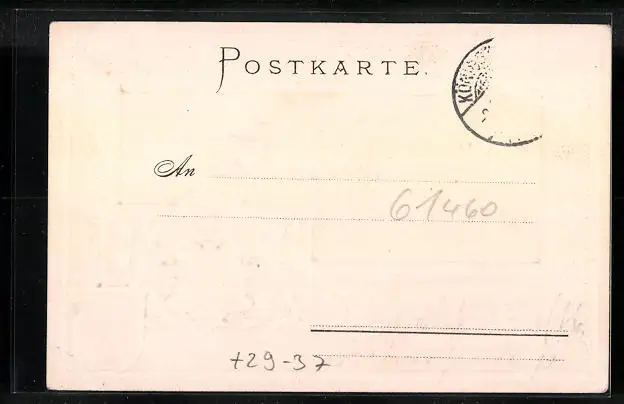 POSTKARTE.
An
61460
+29-37